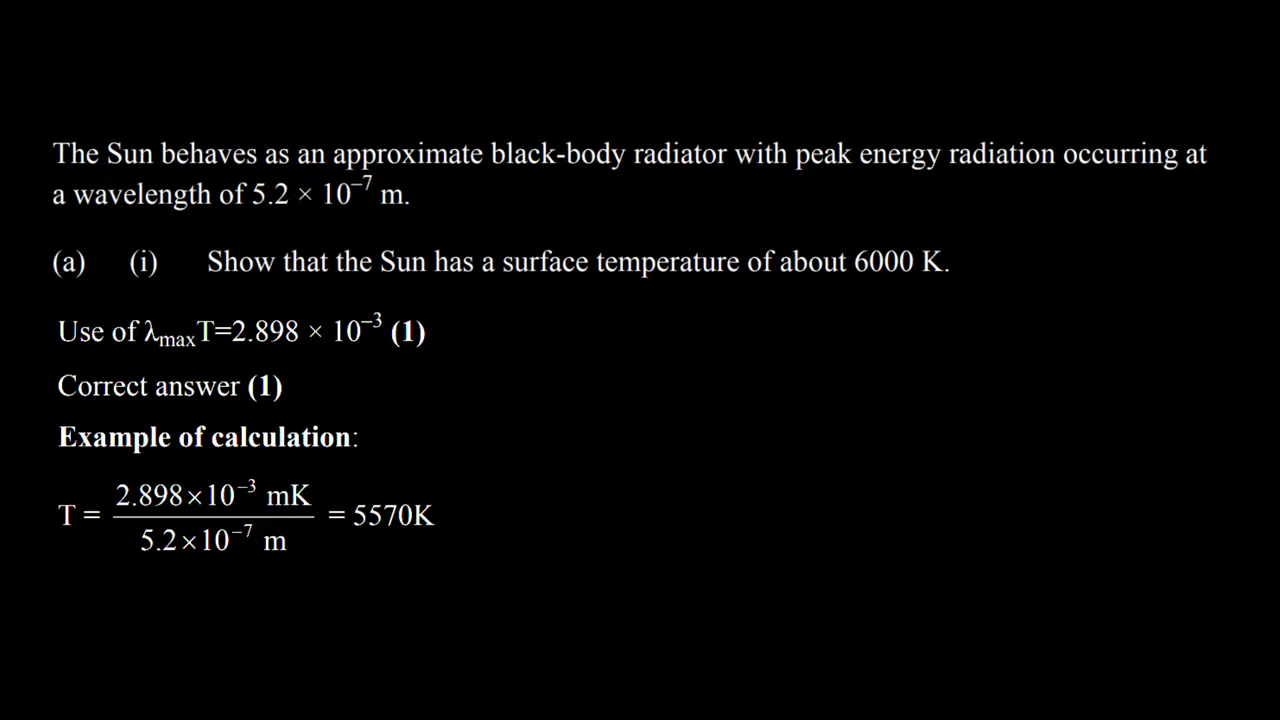 The Sun behaves as an approximate black-body radiator with peak energy radiation occurring at
a wavelength of 5.2 × 10⁻⁷ m.
(a) (i) Show that the Sun has a surface temperature of about 6000 K.
Use of λmaxT=2.898 × 10⁻³ (1)
Correct answer (1)
Example of calculation:
T = 2.898×10⁻³ mK / 5.2×10⁻⁷ m = 5570K